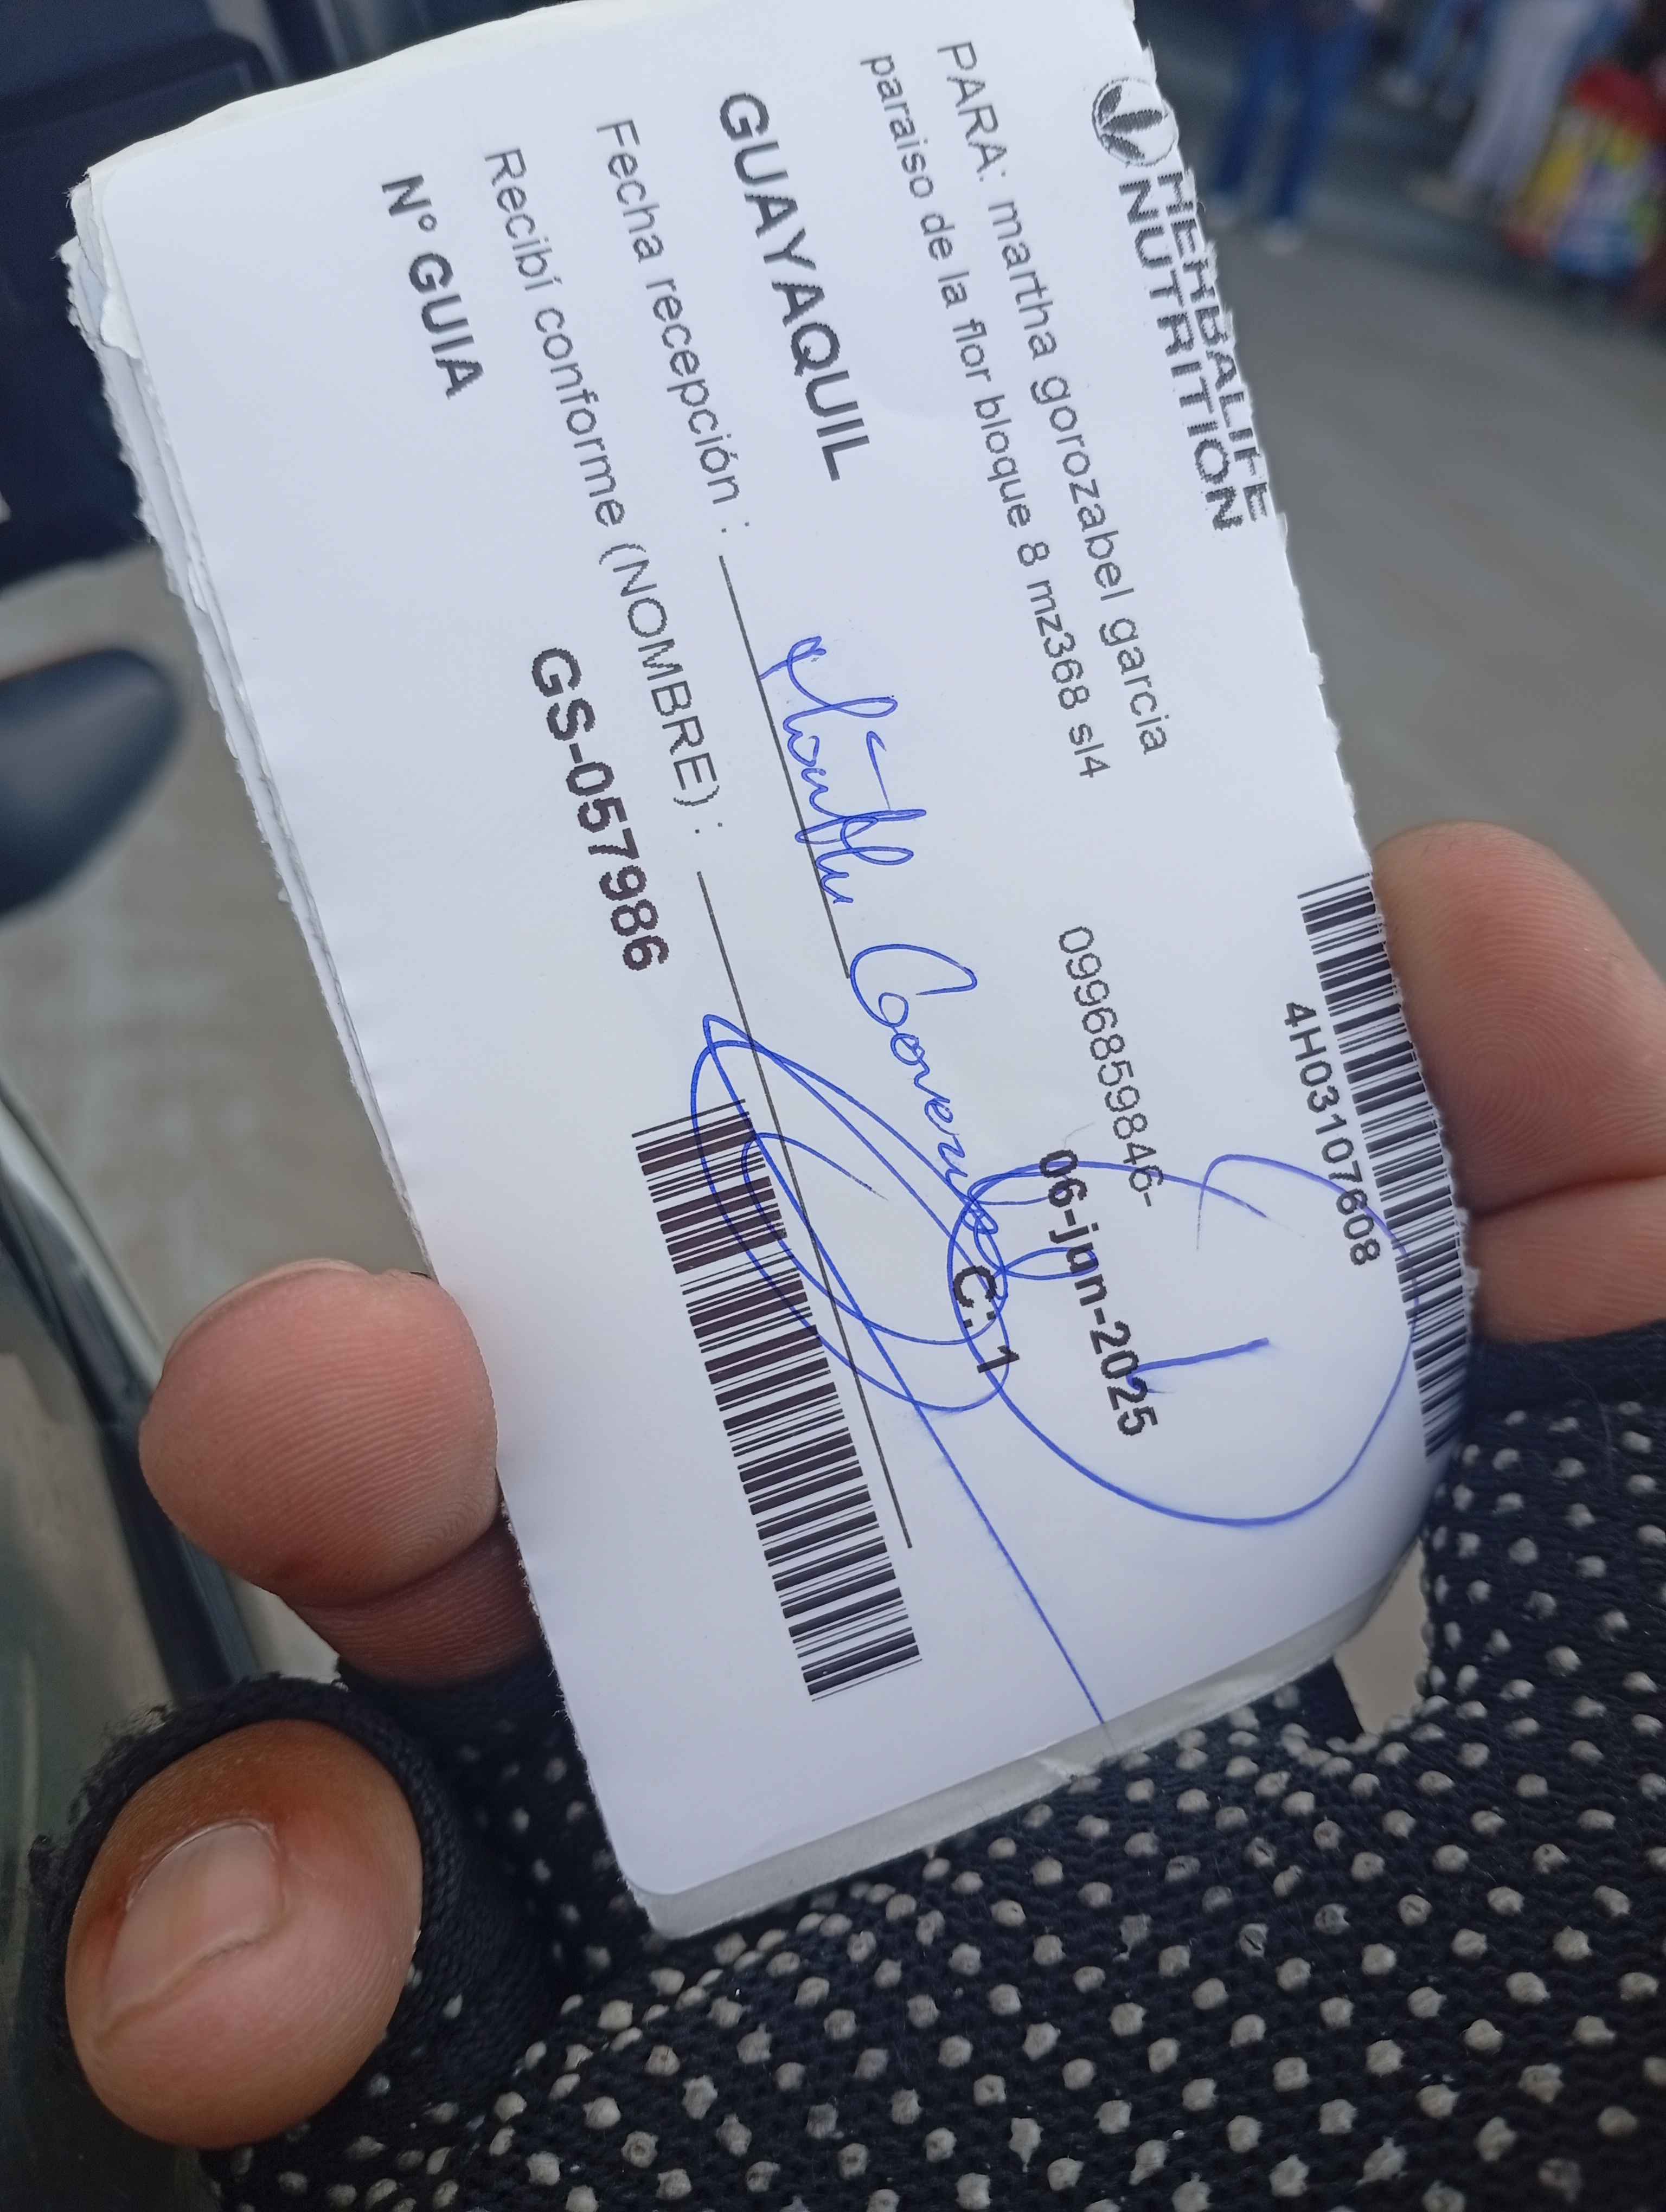 HERBALIFE
NUTRITION
4H03107608
PARA: martha gorozabel garcia
paraiso de la flor bloque 8 mz368 sl4
0996859846-
GUAYAQUIL
06-jun-2025
Fecha recepción :
C: 1
Recibí conforme (NOMBRE) :
Nº GUIA
GS-057986